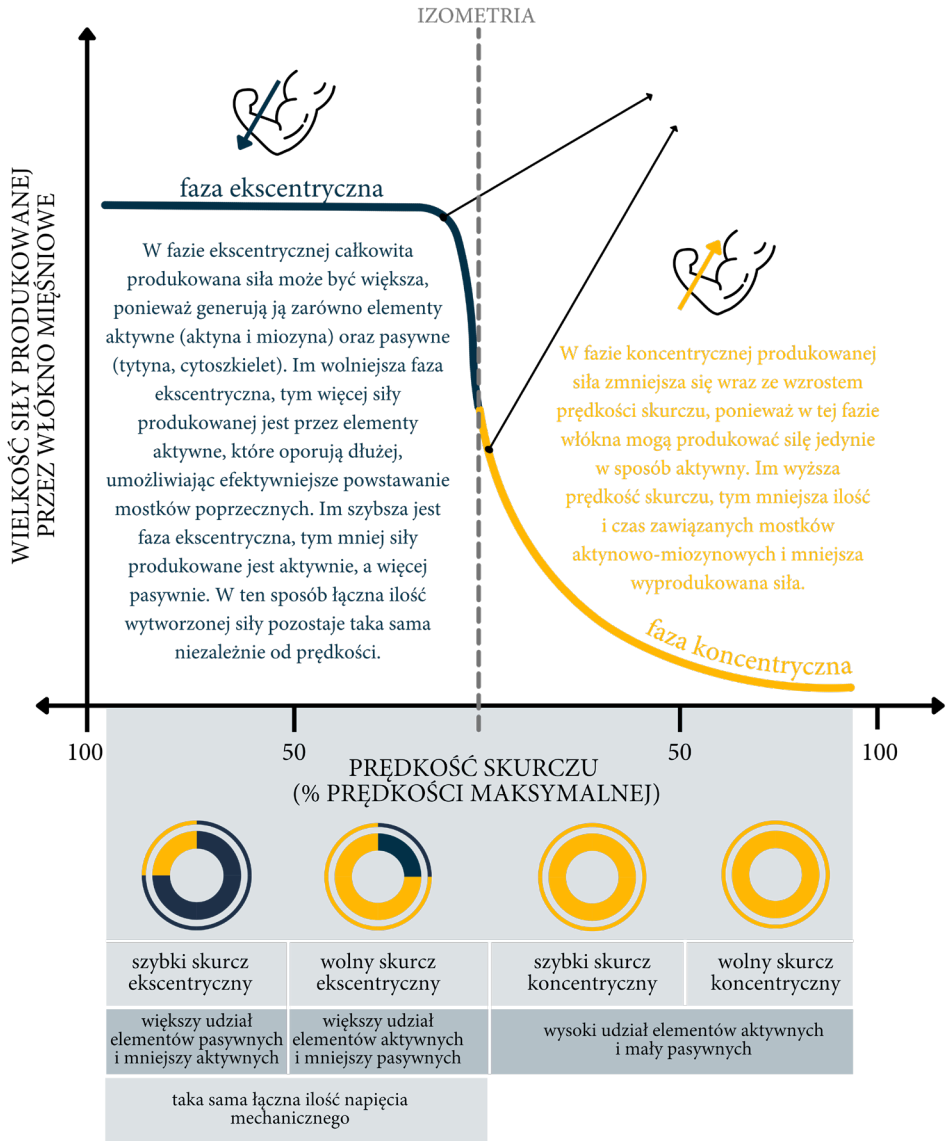 IZOMETRIA
WIELKOŚĆ SIŁY PRODUKOWANEJ
PRZEZ WŁÓKNO MIĘŚNIOWE
faza ekscentryczna
W fazie ekscentrycznej całkowita
produkowana siła może być większa,
ponieważ generują ją zarówno elementy
aktywne (aktyna i miozyna) oraz pasywne
(tytyna, cytoszkielet). Im wolniejsza faza
ekscentryczna, tym więcej siły
produkowanej jest przez elementy
aktywne, które oporują dłużej,
umożliwiając efektywniejsze powstawanie
mostków poprzecznych. Im szybsza jest
faza ekscentryczna, tym mniej siły
produkowane jest aktywnie, a więcej
pasywnie. W ten sposób łączna ilość
wytworzonej siły pozostaje taka sama
niezależnie od prędkości.
W fazie koncentrycznej produkowanej
siła zmniejsza się wraz ze wzrostem
prędkości skurczu, ponieważ w tej fazie
włókna mogą produkować silę jedynie
w sposób aktywny. Im wyższa
prędkość skurczu, tym mniejsza ilość
i czas zawiązanych mostków
aktynowo-miozynowych i mniejsza
wyprodukowana siła.
faza koncentryczna
100
50
50
100
PRĘDKOŚĆ SKURCZU
(% PRĘDKOŚCI MAKSYMALNEJ)
szybki skurcz
ekscentryczny
wolny skurcz
ekscentryczny
szybki skurcz
koncentryczny
wolny skurcz
koncentryczny
większy udział
elementów pasywnych
i mniejszy aktywnych
większy udział
elementów aktywnych
i mniejszy pasywnych
wysoki udział elementów aktywnych
i mały pasywnych
taka sama łączna ilość napięcia
mechanicznego